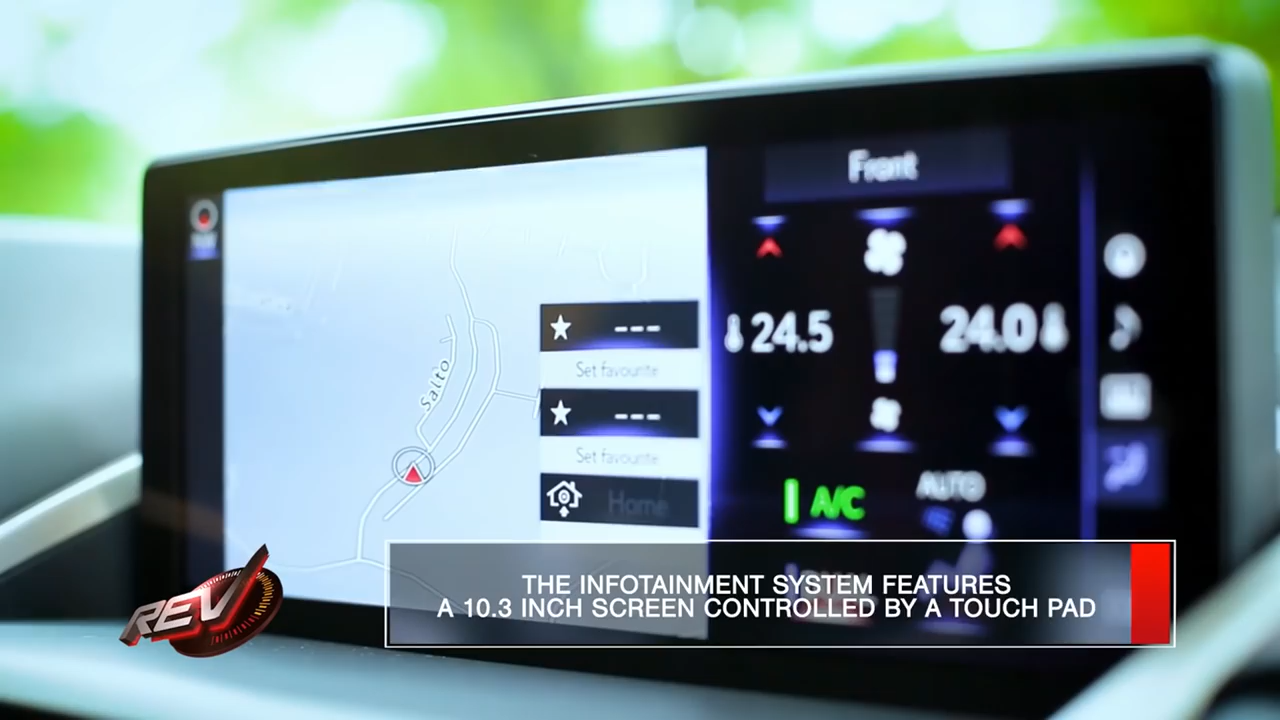 Front
24.5
24.0
Salto
---
Set favourite
---
Set favourite
Home
A/C
AUTO
REV
THE INFOTAINMENT SYSTEM FEATURES
A 10.3 INCH SCREEN CONTROLLED BY A TOUCH PAD